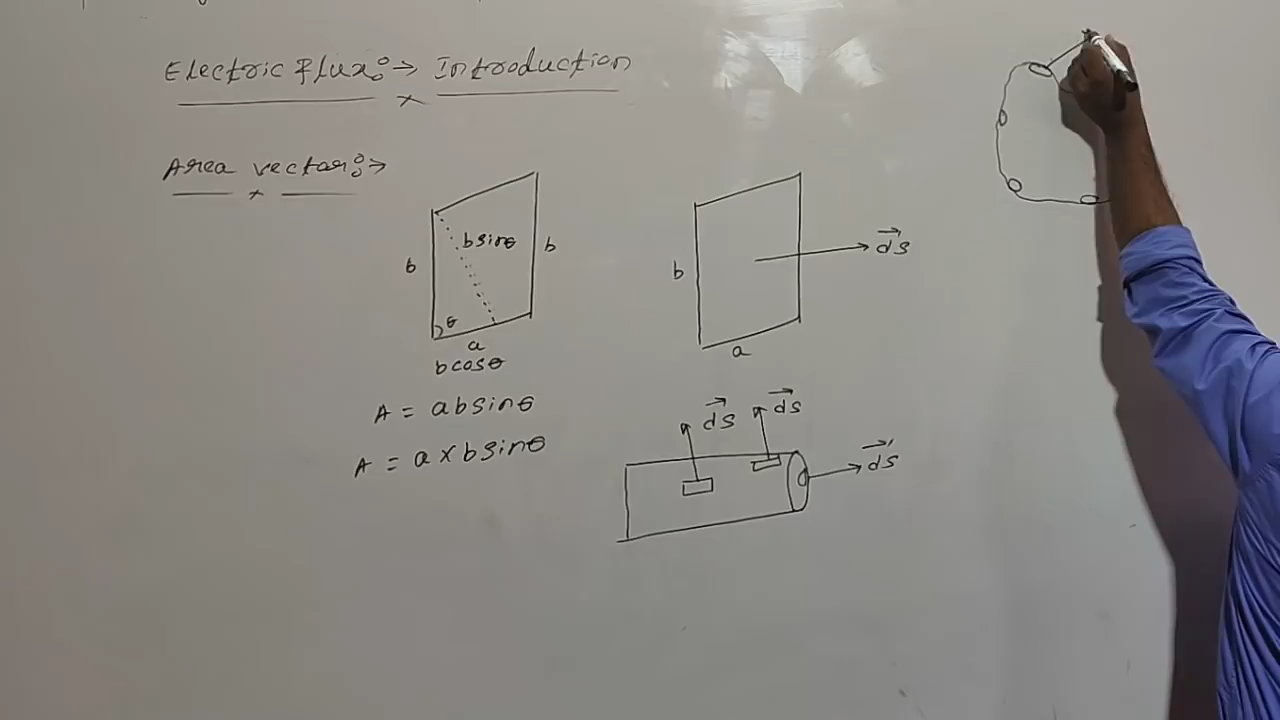 Electric Flux :→ Introduction
Area vector :→
b
b sinθ
b
θ
a
b cosθ
A = ab sinθ
A = a × b sinθ
b
a
ds
ds
ds
ds